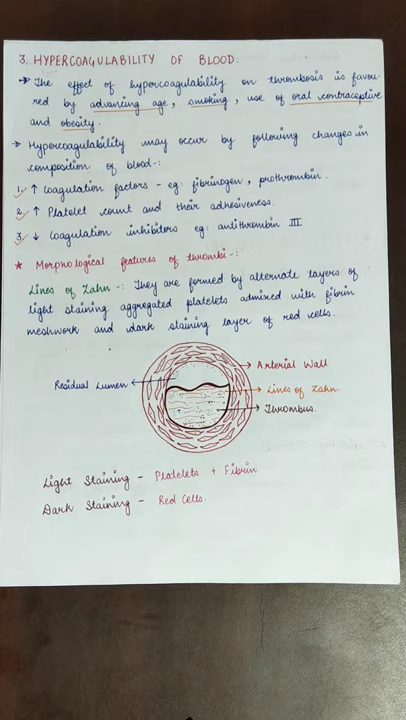 3. HYPERCOAGULABILITY OF BLOOD.
→ The effect of hypercoagulability on thrombosis is favou-
red by advancing age, smoking, use of oral contraceptive
and obesity.
→ Hypercoagulability may occur by following changes in
composition of blood-:
1. ↑ Coagulation factors - eg: fibrinogen, prothrombin.
2. ↑ Platelet count and their adhesiveness.
3. ↓ Coagulation inhibitors eg: antithrombin III
★ Morphological features of thrombi-:
Lines of Zahn-: They are formed by alternate layers of
light staining aggregated platelets admired with fibrin
meshwork and dark staining layer of red cells.
Arterial Wall
Residual Lumen
Lines of Zahn.
Thrombus.
Light Staining - Platelets + Fibrin
Dark Staining - Red Cells.